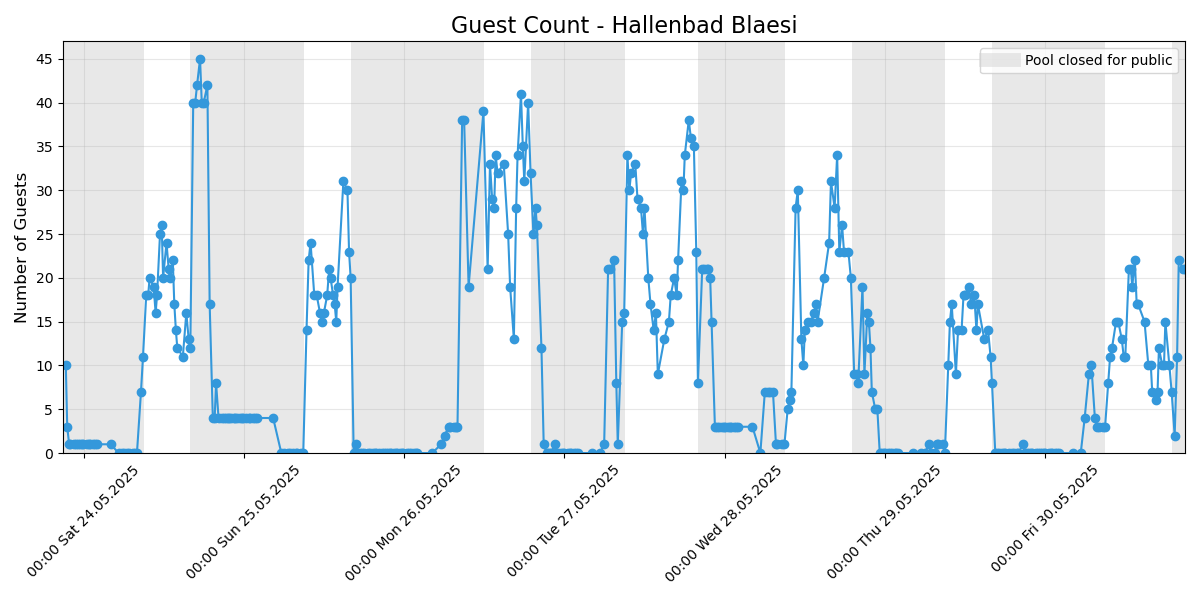 Guest Count - Hallenbad Blaesi
Pool closed for public
Number of Guests
45
40
35
30
25
20
15
10
5
0
00:00 Sat 24.05.2025
00:00 Sun 25.05.2025
00:00 Mon 26.05.2025
00:00 Tue 27.05.2025
00:00 Wed 28.05.2025
00:00 Thu 29.05.2025
00:00 Fri 30.05.2025